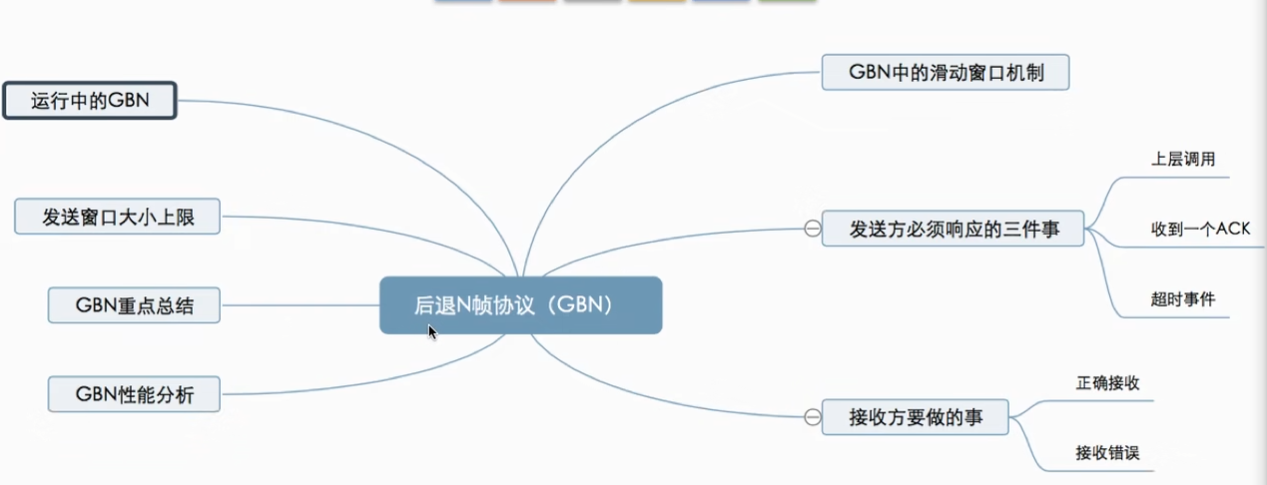 运行中的GBN
发送窗口大小上限
GBN重点总结
GBN性能分析
后退N帧协议（GBN）
GBN中的滑动窗口机制
发送方必须响应的三件事
上层调用
收到一个ACK
超时事件
接收方要做的事
正确接收
接收错误